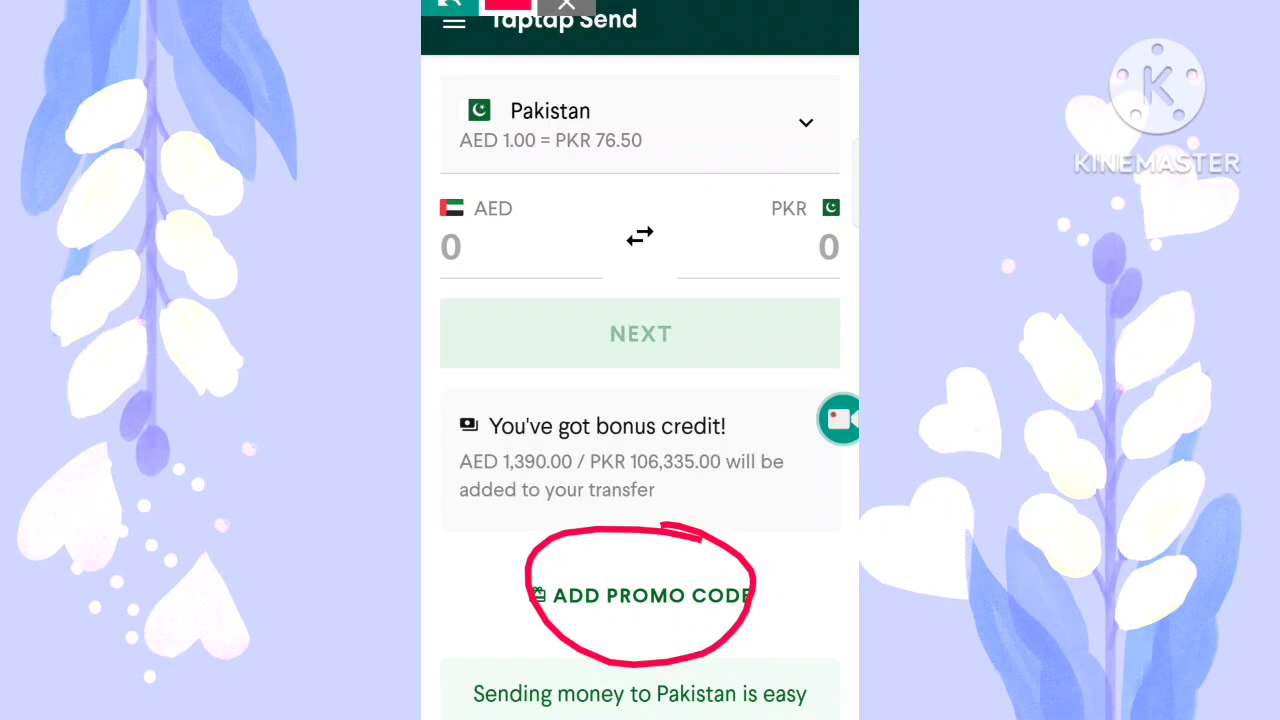 Taptap Send
Pakistan
AED 1.00 = PKR 76.50
AED
PKR
0
0
NEXT
You've got bonus credit!
AED 1,390.00 / PKR 106,335.00 will be
added to your transfer
ADD PROMO CODE
Sending money to Pakistan is easy
K
KINEMASTER